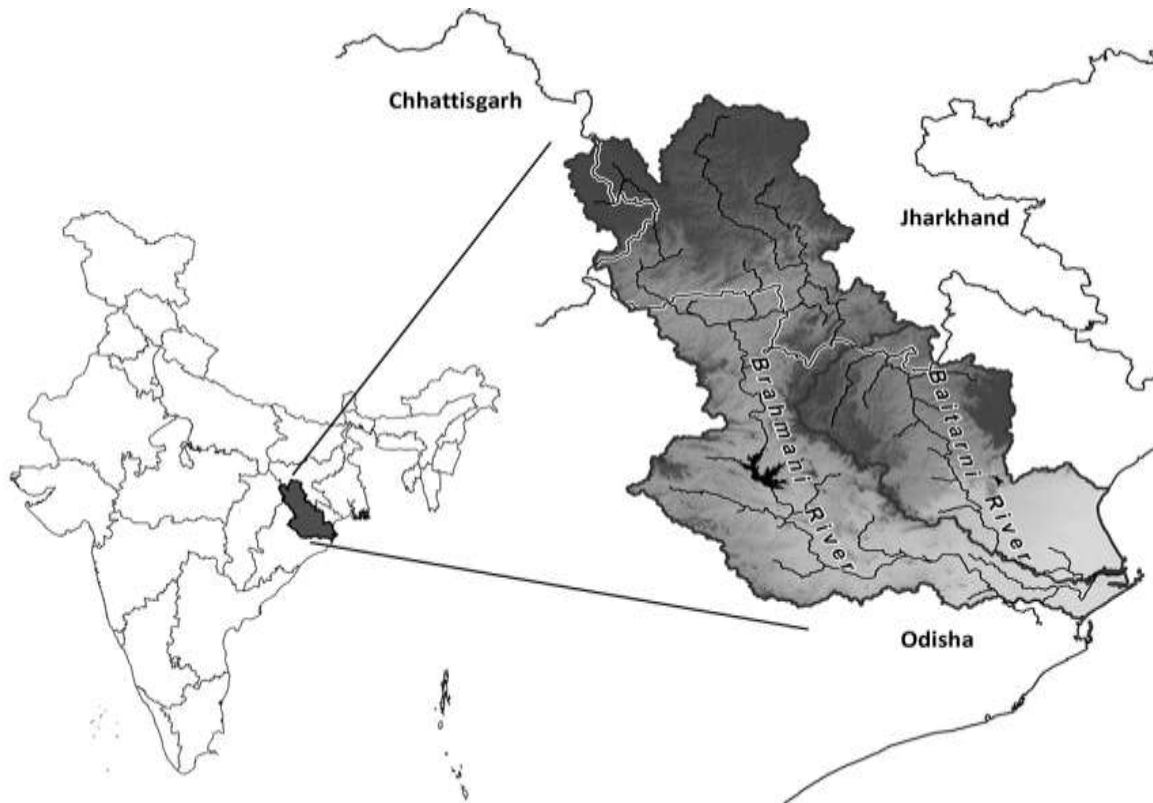 Chhattisgarh
Jharkhand
Brahmani River
Baitarni River
Odisha